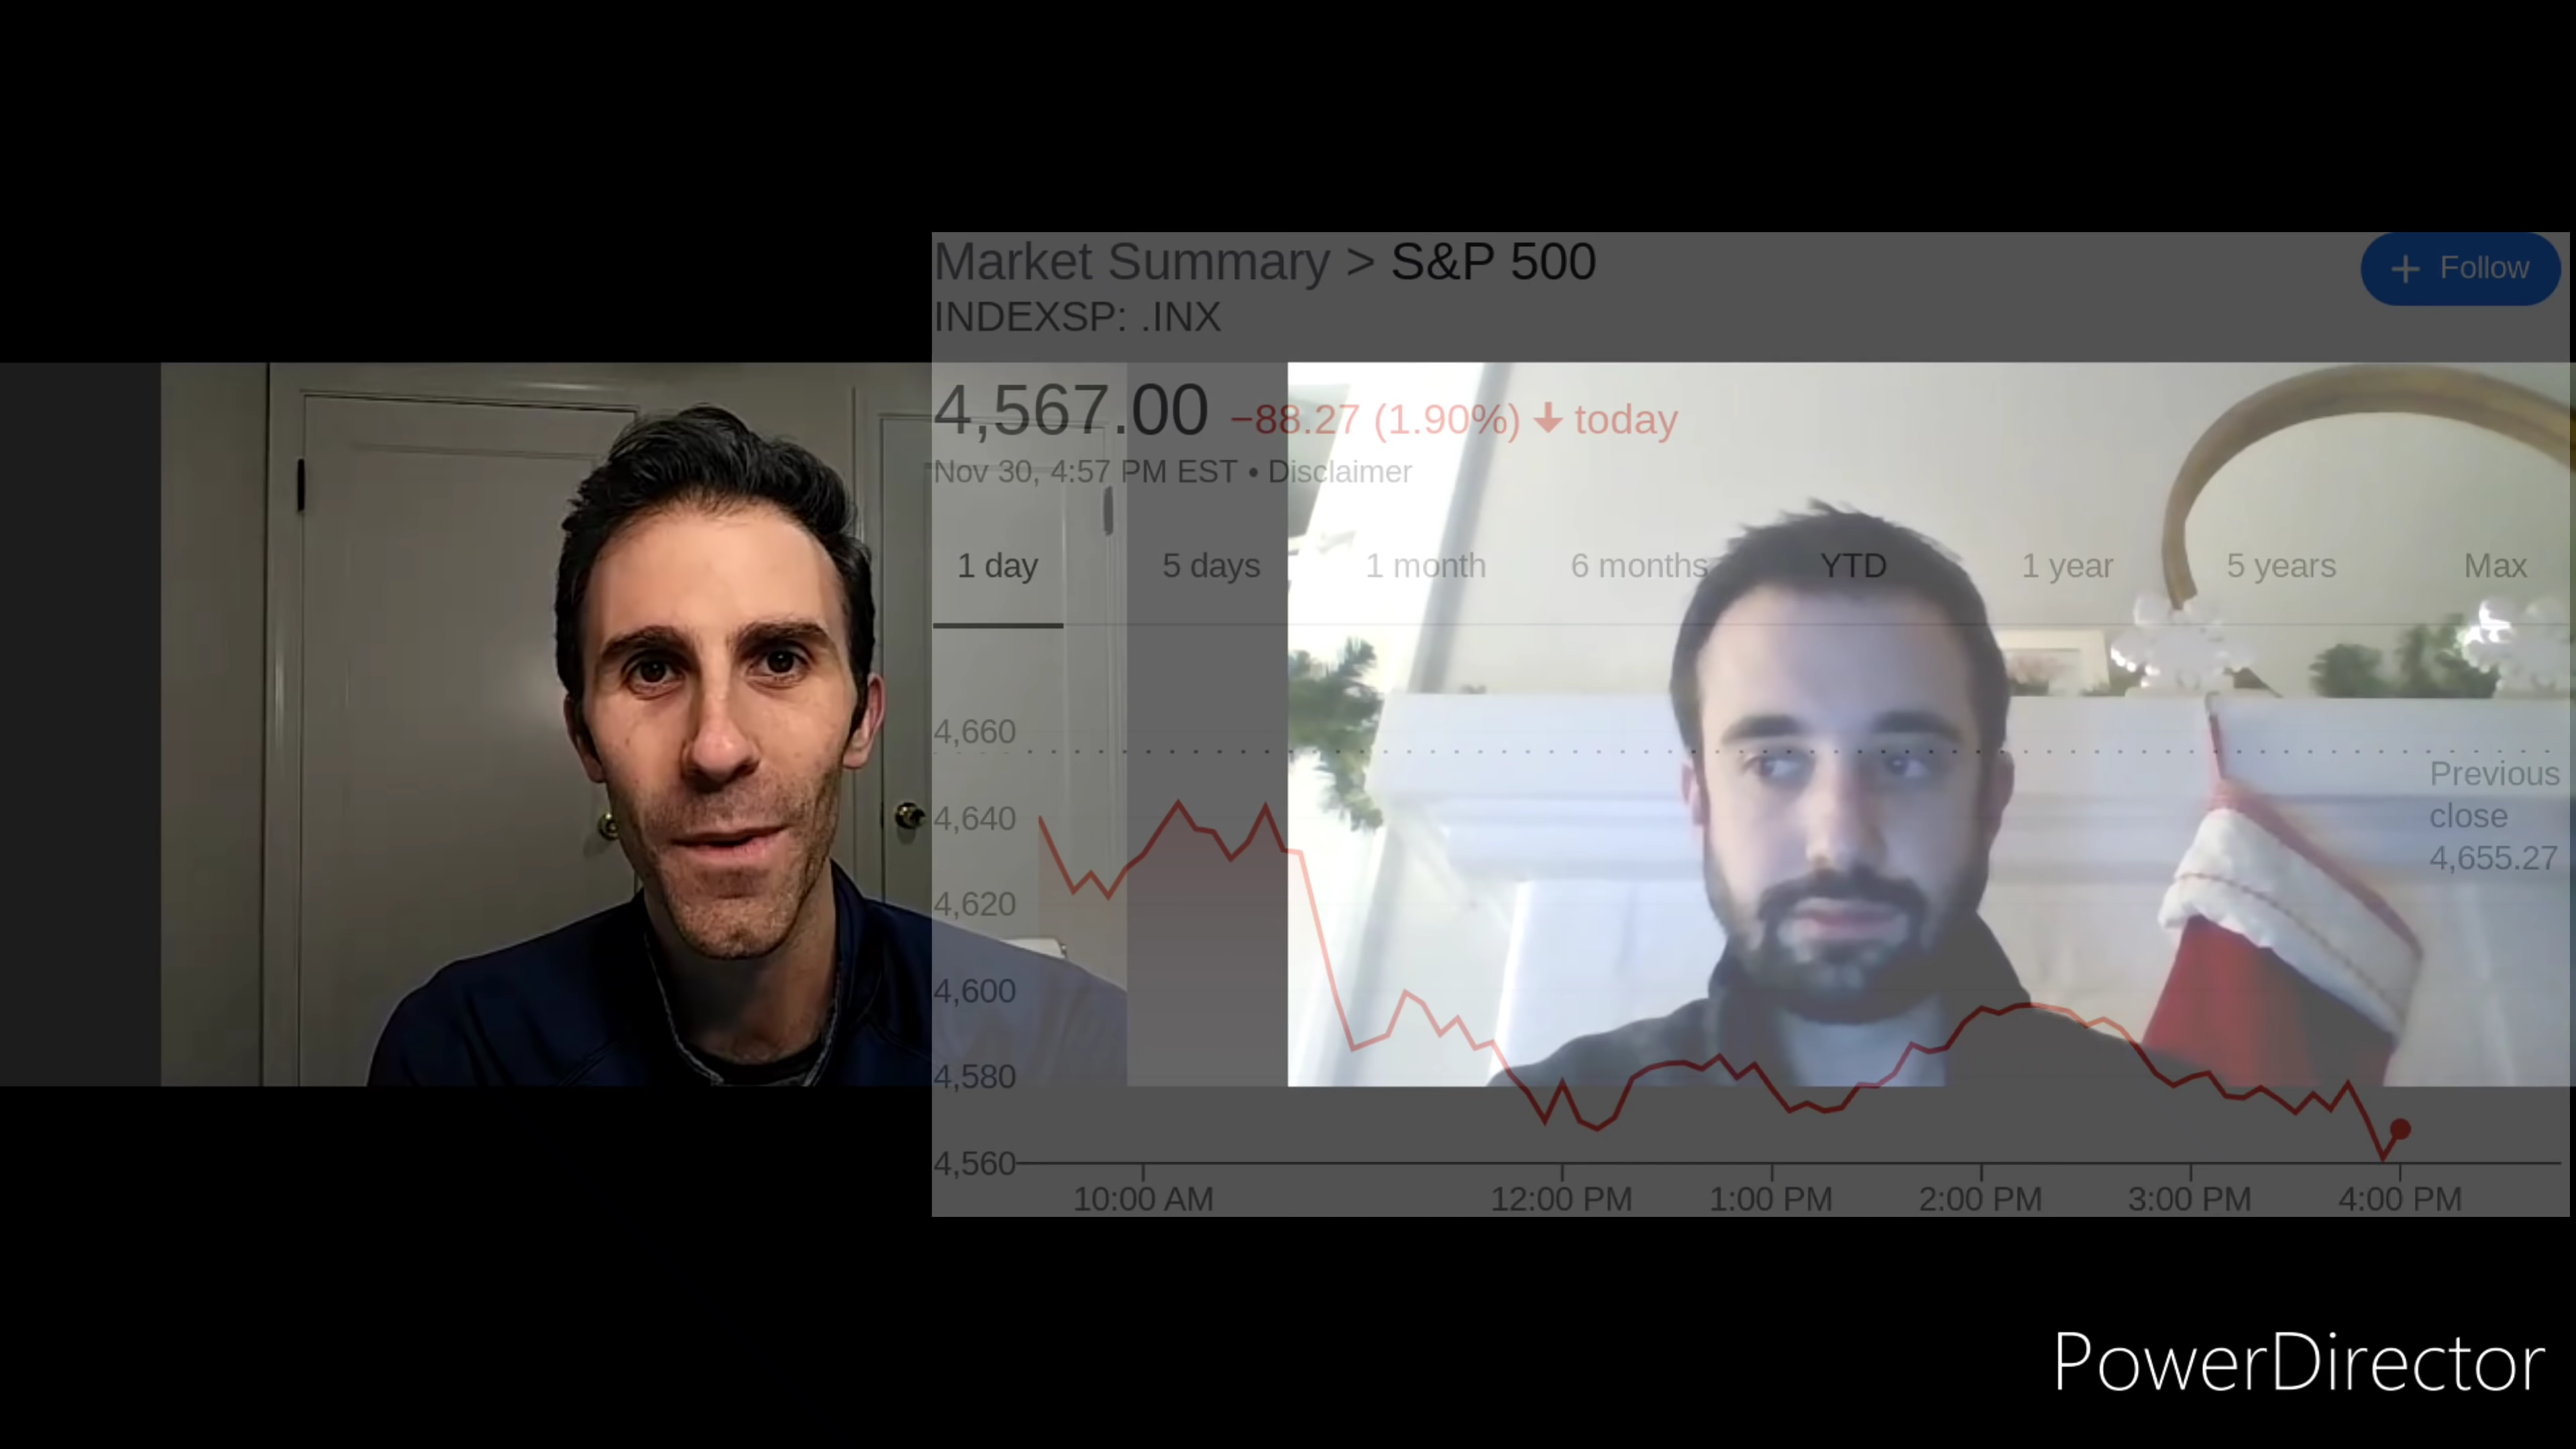 Market Summary > S&P 500
+ Follow
INDEXSP: .INX
4,567.00 −88.27 (1.90%) ↓ today
Nov 30, 4:57 PM EST • Disclaimer
1 day 5 days 1 month 6 months YTD 1 year 5 years Max
4,660
Previous
close
4,655.27
4,640
4,620
4,600
4,580
4,560
10:00 AM 12:00 PM 1:00 PM 2:00 PM 3:00 PM 4:00 PM
PowerDirector